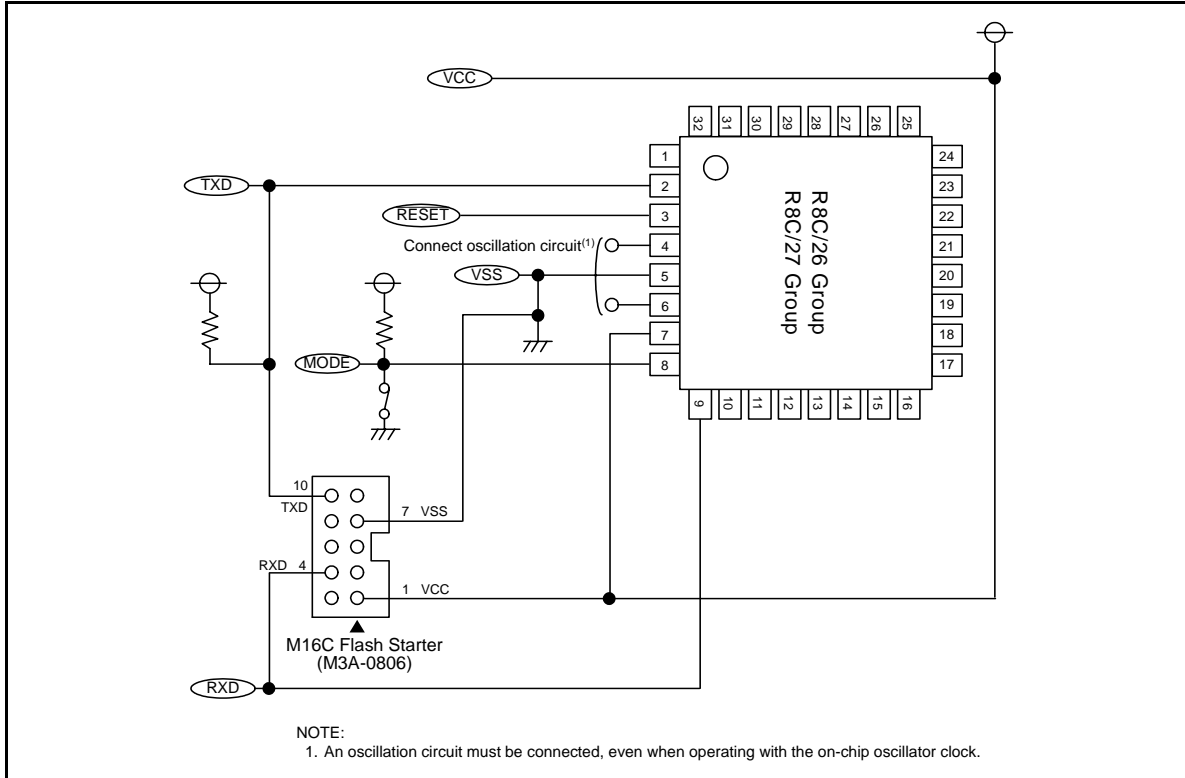 VCC
32
31
30
29
28
27
26
25
1
2
3
4
5
6
7
8
24
23
22
21
20
19
18
17
9
10
11
12
13
14
15
16
R8C/26 Group
R8C/27 Group
TXD
RESET
Connect oscillation circuit(1)
VSS
MODE
10
TXD
7 VSS
RXD 4
1 VCC
M16C Flash Starter
(M3A-0806)
RXD
NOTE:
1. An oscillation circuit must be connected, even when operating with the on-chip oscillator clock.